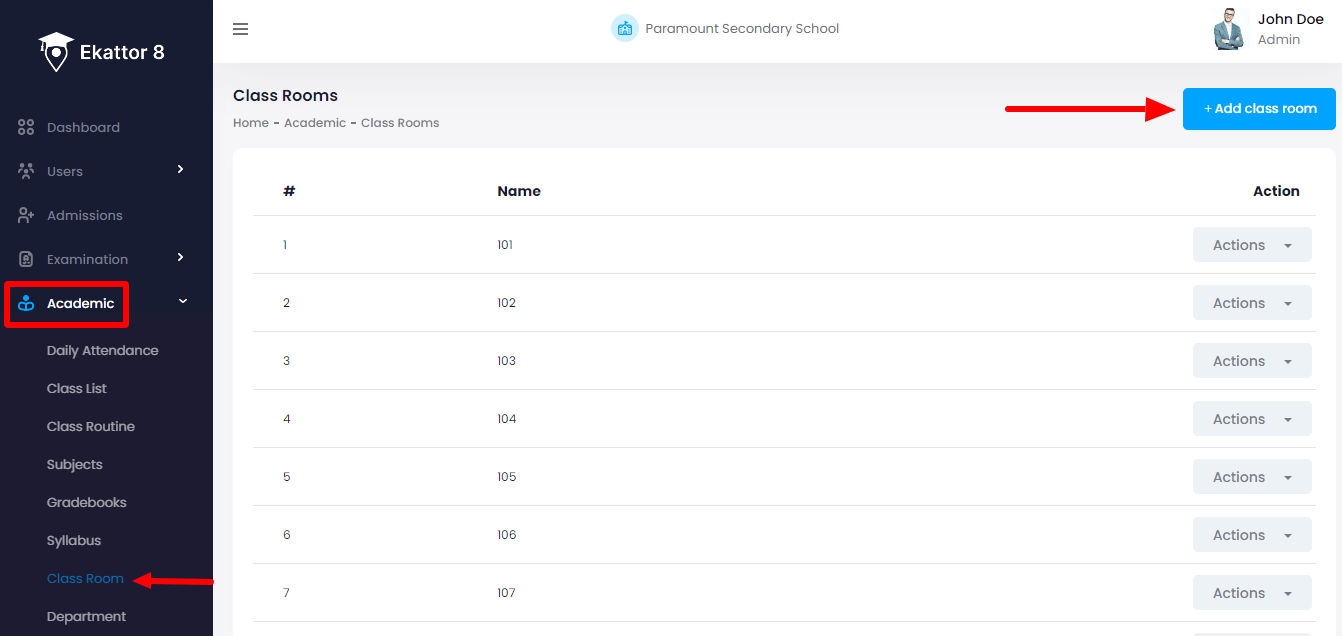 Ekattor 8
Dashboard
Users
Admissions
Examination
Academic
Daily Attendance
Class List
Class Routine
Subjects
Gradebooks
Syllabus
Class Room
Department
Paramount Secondary School
John Doe
Admin
Class Rooms
Home - Academic - Class Rooms
+ Add class room
# Name Action
1 101 Actions
2 102 Actions
3 103 Actions
4 104 Actions
5 105 Actions
6 106 Actions
7 107 Actions